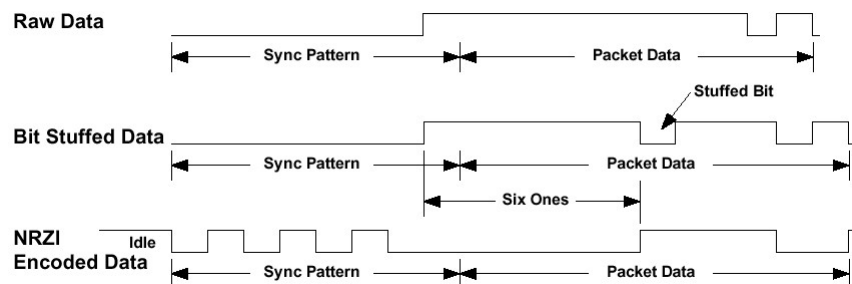 Raw Data
Sync Pattern
Packet Data
Stuffed Bit
Bit Stuffed Data
Sync Pattern
Packet Data
Six Ones
NRZI
Idle
Encoded Data
Sync Pattern
Packet Data